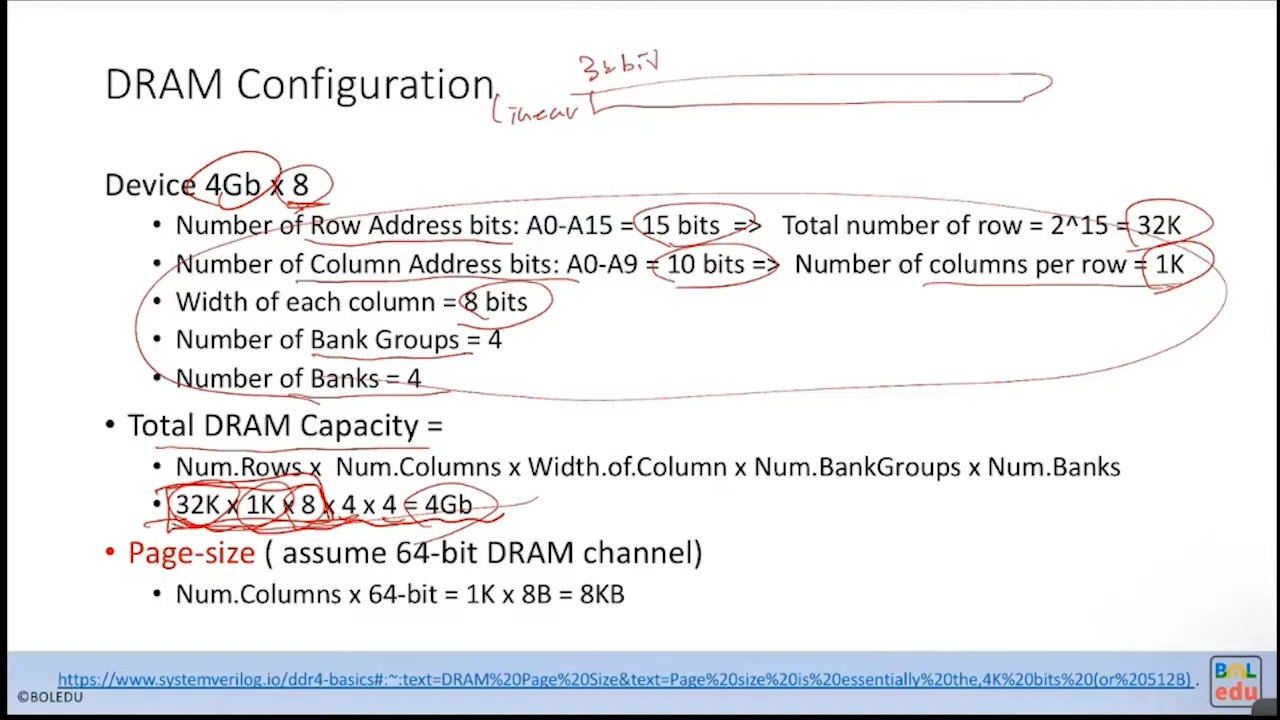 32 bit
DRAM Configuration
Linear
Device 4Gb x 8
• Number of Row Address bits: A0-A15 = 15 bits => Total number of row = 2^15 = 32K
• Number of Column Address bits: A0-A9 = 10 bits => Number of columns per row = 1K
• Width of each column = 8 bits
• Number of Bank Groups = 4
• Number of Banks = 4
• Total DRAM Capacity =
• Num.Rows x Num.Columns x Width.of.Column x Num.BankGroups x Num.Banks
• 32K x 1K x 8 x 4 x 4 = 4Gb
• Page-size ( assume 64-bit DRAM channel)
• Num.Columns x 64-bit = 1K x 8B = 8KB
https://www.systemverilog.io/ddr4-basics#:~:text=DRAM%20Page%20Size&text=Page%20size%20is%20essentially%20the,4K%20bits%20(or%20512B) .
©BOLEDU
BOL
edu